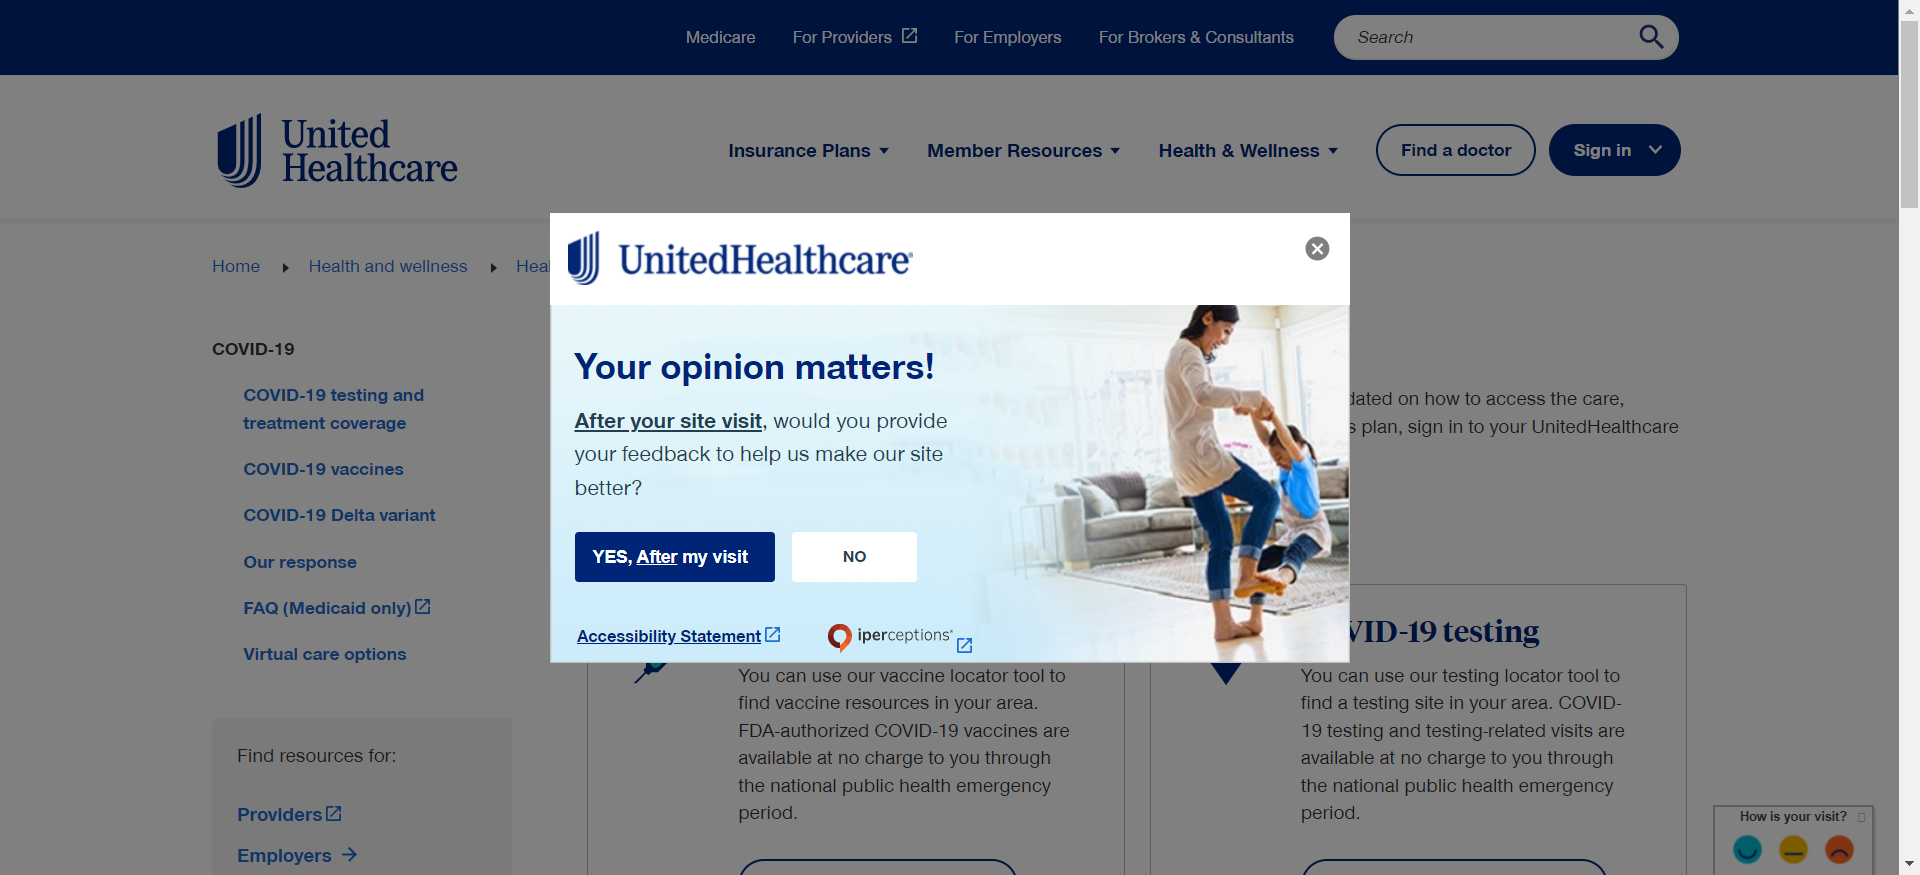 Medicare
For Providers
For Employers
For Brokers & Consultants
Search
United
Healthcare
Insurance Plans
Member Resources
Health & Wellness
Find a doctor
Sign in
Home
Health and wellness
UnitedHealthcare
Your opinion matters!
After your site visit, would you provide
your feedback to help us make our site
better?
YES, After my visit
NO
Accessibility Statement
iperceptions
COVID-19
COVID-19 testing and
treatment coverage
COVID-19 vaccines
COVID-19 Delta variant
Our response
FAQ (Medicaid only)
Virtual care options
Find resources for:
Providers
Employers
on how to access the care,
plan, sign in to your UnitedHealthcare
You can use our vaccine locator tool to
find vaccine resources in your area.
FDA-authorized COVID-19 vaccines are
available at no charge to you through
the national public health emergency
period.
testing
You can use our testing locator tool to
find a testing site in your area. COVID-
19 testing and testing-related visits are
available at no charge to you through
the national public health emergency
period.
How is your visit?